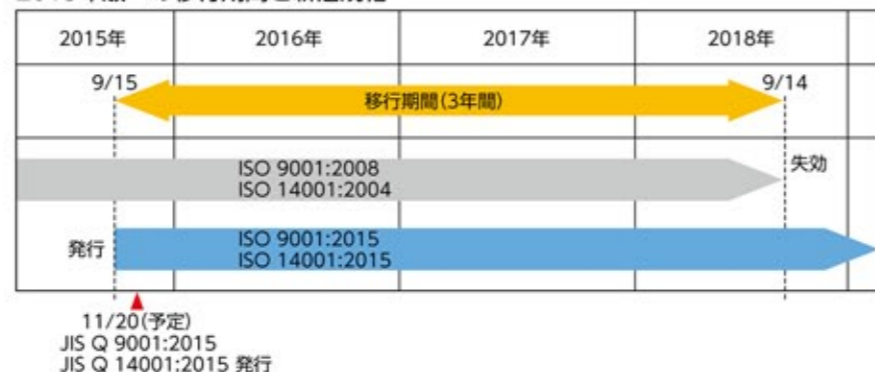 2015年
2016年
2017年
2018年
9/15
移行期間(3年間)
9/14
ISO 9001:2008
ISO 14001:2004
失効
発行
ISO 9001:2015
ISO 14001:2015
11/20(予定)
JIS Q 9001:2015
JIS Q 14001:2015 発行